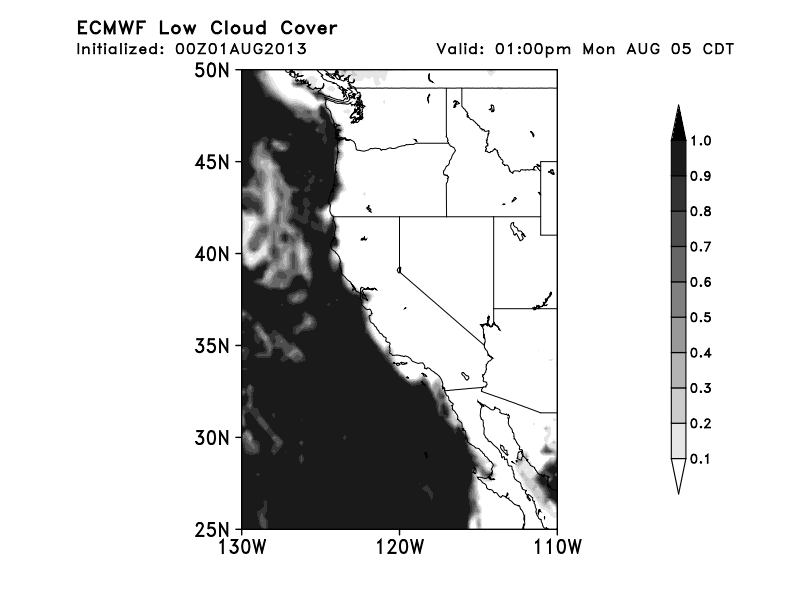 ECMWF Low Cloud Cover
Initialized: 00Z01AUG2013 Valid: 01:00pm Mon AUG 05 CDT
50N
45N
40N
35N
30N
25N
130W 120W 110W
1.0
0.9
0.8
0.7
0.6
0.5
0.4
0.3
0.2
0.1